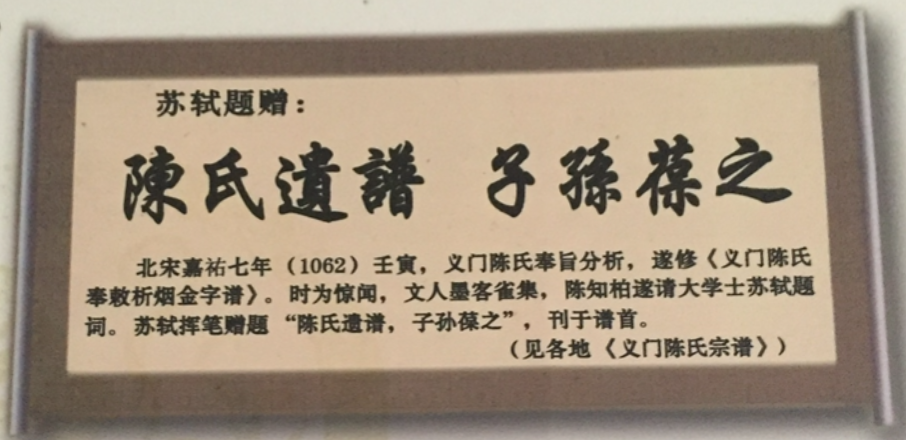 苏轼题赠：
陳氏遺譜 子孫葆之
北宋嘉祐七年（1062）壬寅，义门陈氏奉旨分析，遂修《义门陈氏
奉敕析烟金字谱》。时为惊闻，文人墨客雀集，陈知柏遂请大学士苏轼题
词。苏轼挥笔赠题“陈氏遗谱，子孙葆之”，刊于谱首。
（见各地《义门陈氏宗谱》）